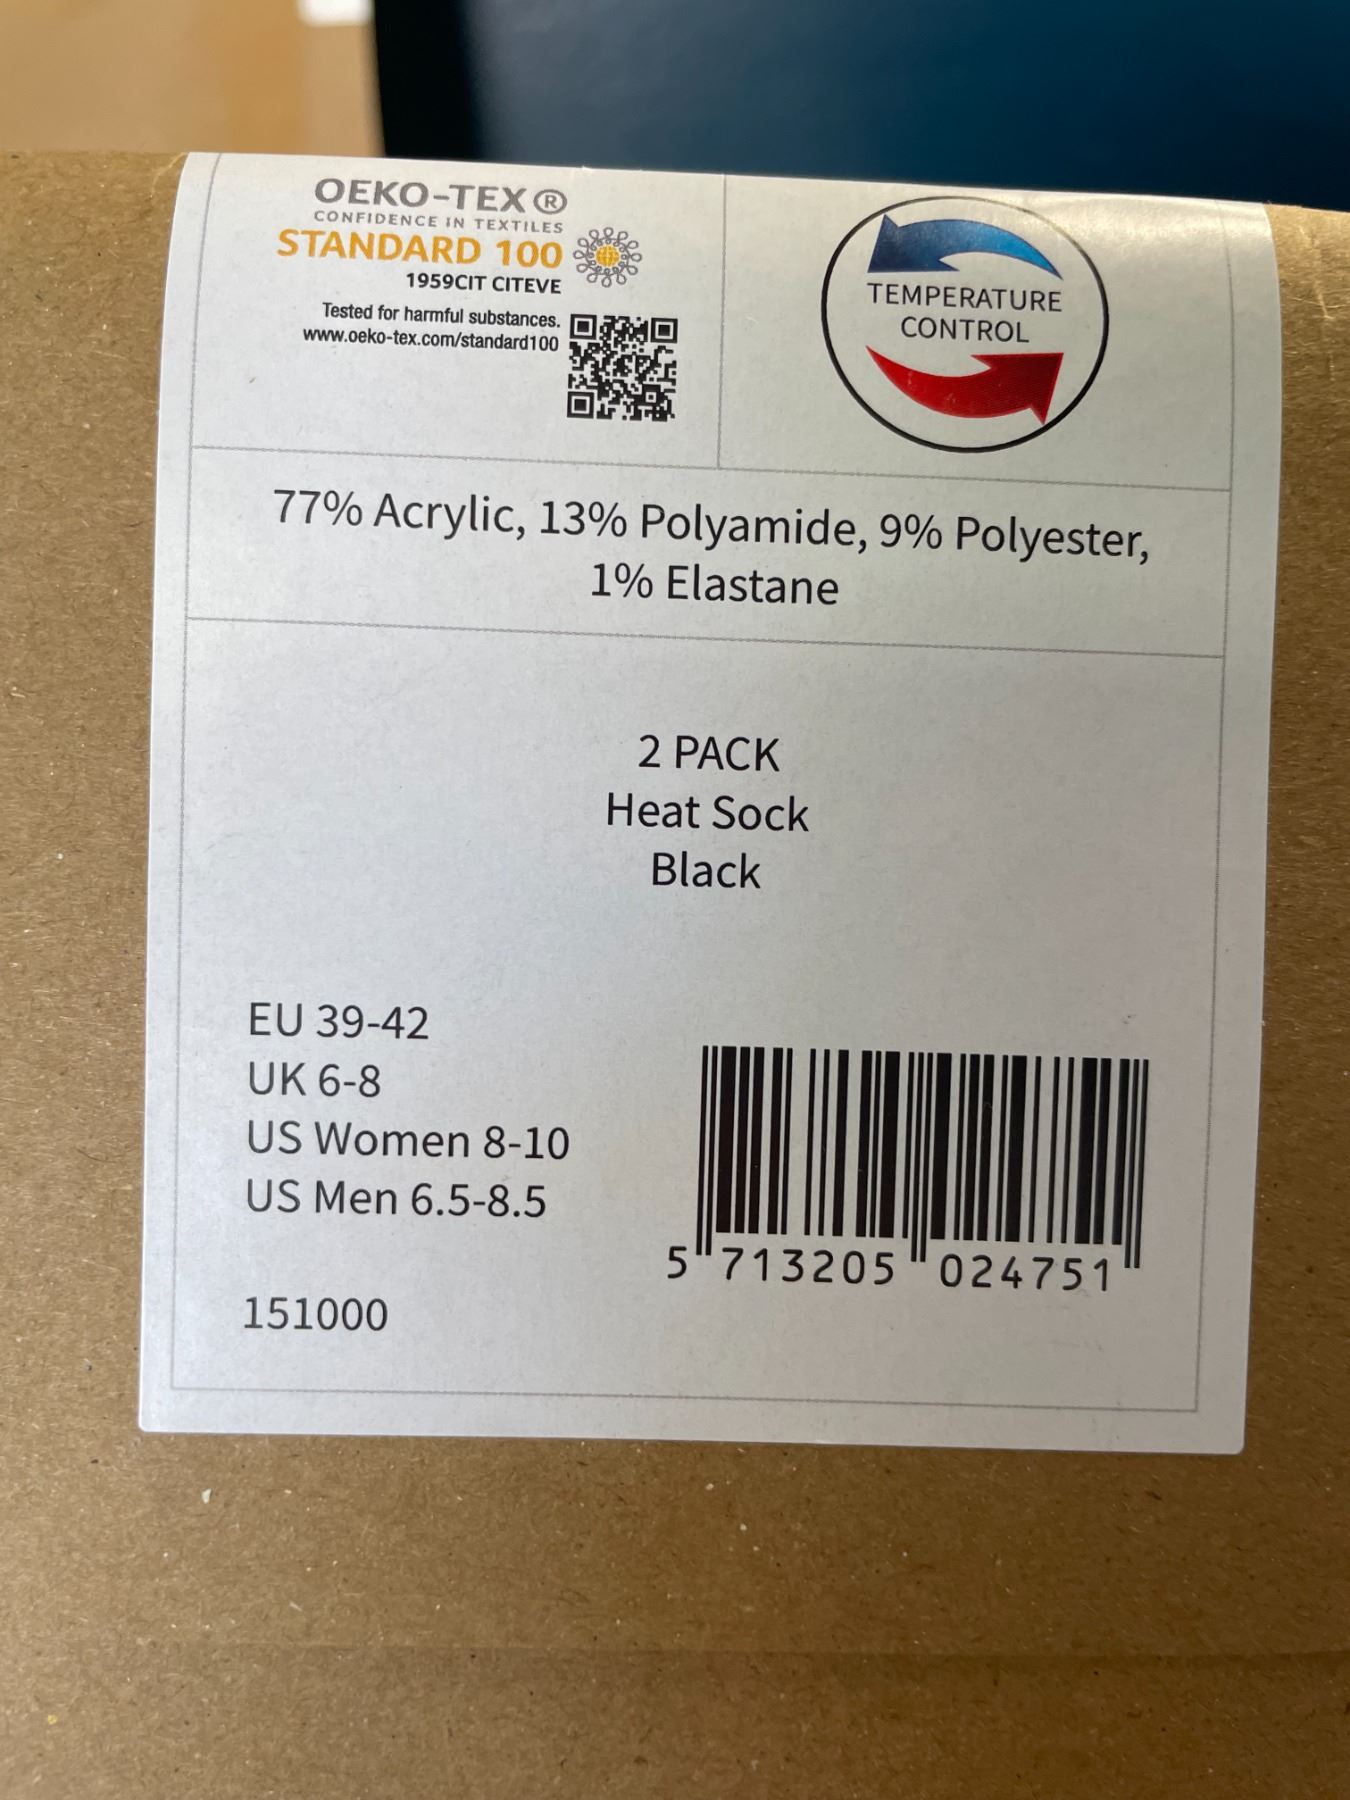 OEKO-TEX®
CONFIDENCE IN TEXTILES
STANDARD 100
1959CIT CITEVE
Tested for harmful substances.
www.oeko-tex.com/standard100
TEMPERATURE
CONTROL
77% Acrylic, 13% Polyamide, 9% Polyester,
1% Elastane
2 PACK
Heat Sock
Black
EU 39-42
UK 6-8
US Women 8-10
US Men 6.5-8.5
151000
5 713205 024751